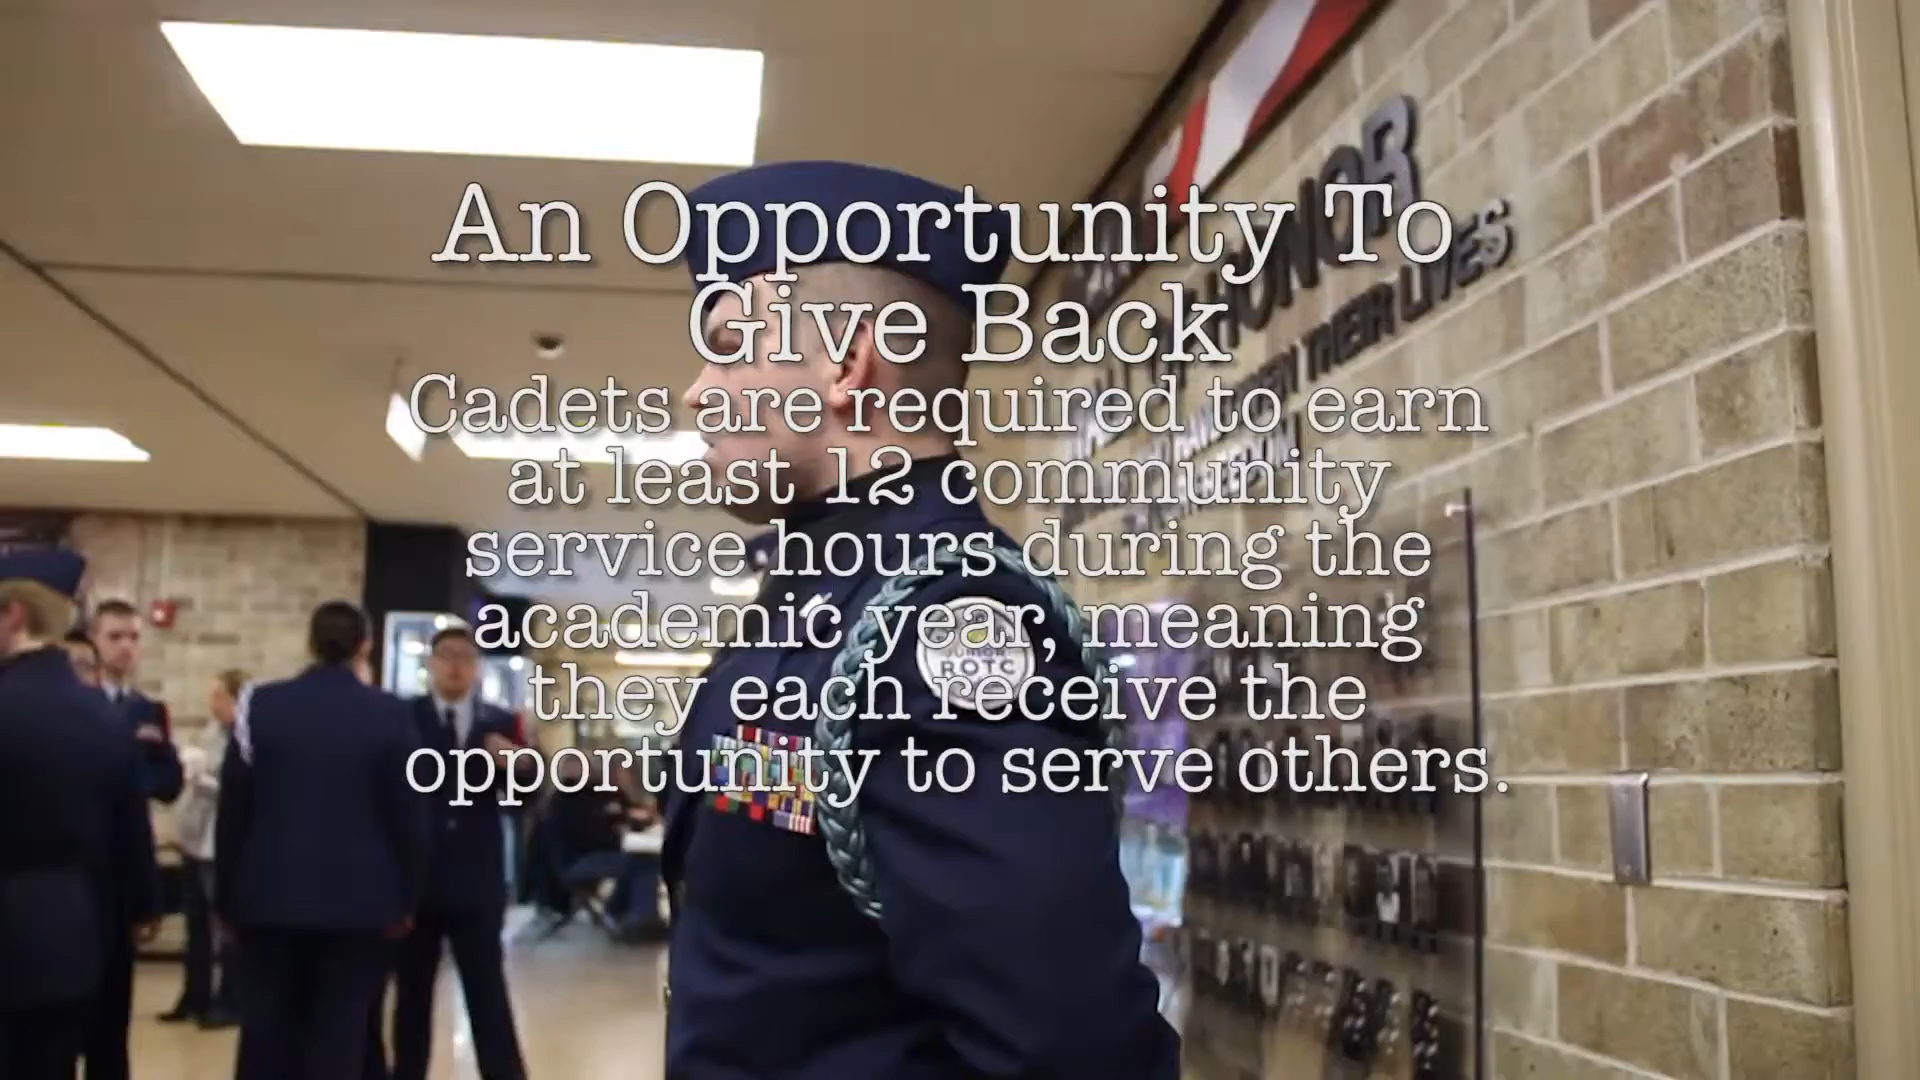 An Opportunity To
Give Back
Cadets are required to earn
at least 12 community
service hours during the
academic year, meaning
they each receive the
opportunity to serve others.
HONOR
THEIR LIVES
JUNIOR
ROTC